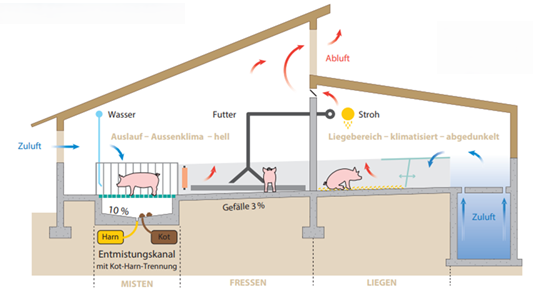 Abluft
Wasser
Futter
Stroh
Auslauf – Aussenklima – hell
Liegebereich – klimatisiert – abgedunkelt
Zuluft
10 %
Gefälle 3 %
Zuluft
Harn
Kot
Entmistungskanal
mit Kot-Harn-Trennung
MISTEN
FRESSEN
LIEGEN